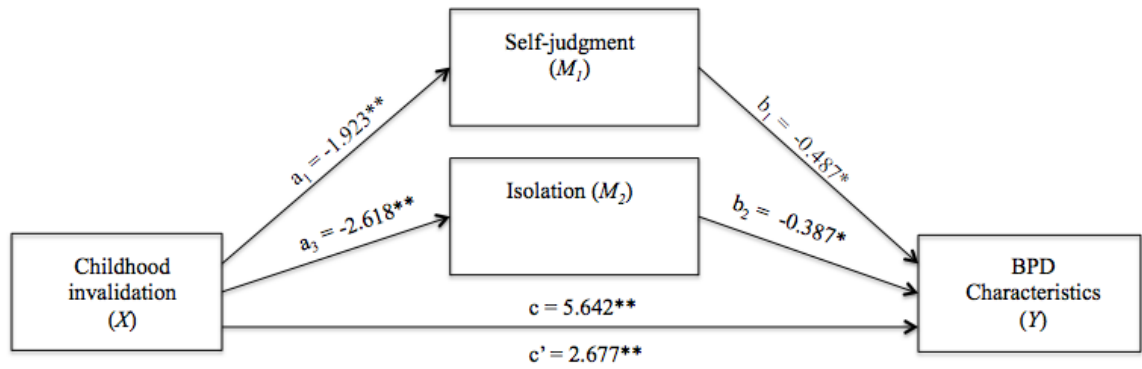 Self-judgment
(M₁)
a₁ = -1.923**
b₁ = -0.487*
Isolation (M₂)
a₃ = -2.618**
b₂ = -0.387*
Childhood
invalidation
(X)
BPD
Characteristics
(Y)
c = 5.642**
c’ = 2.677**